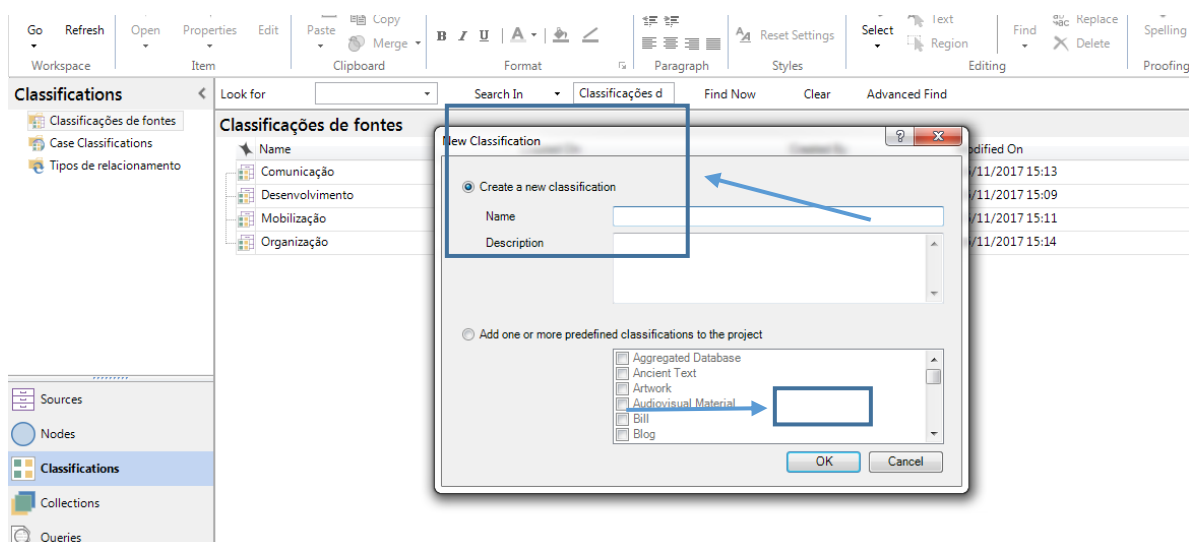 Copy Text Replace
Go Refresh Open Properties Edit Paste Merge B I U A A A Reset Settings Select Region Find Delete Spelling
Workspace Item Clipboard Format Paragraph Styles Editing Proofing
Classifications
Look for Search In Classificações d Find Now Clear Advanced Find
Classificações de fontes
Case Classifications
Tipos de relacionamento
Classificações de fontes
Name odified On
Comunicação /11/2017 15:13
Desenvolvimento /11/2017 15:09
Mobilização /11/2017 15:11
Organização /11/2017 15:14
New Classification
Create a new classification
Name
Description
Add one or more predefined classifications to the project
Aggregated Database
Ancient Text
Artwork
Audiovisual Material
Bill
Blog
OK Cancel
Sources
Nodes
Classifications
Collections
Queries